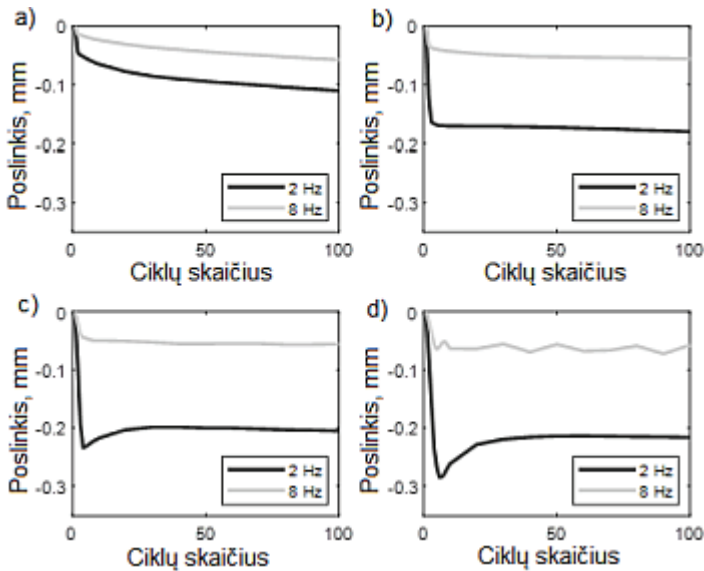 a)
0
-0.1
-0.2
-0.3
Poslinkis, mm
2 Hz
8 Hz
0 50 100
Ciklų skaičius
b)
0
-0.1
-0.2
-0.3
Poslinkis, mm
2 Hz
8 Hz
0 50 100
Ciklų skaičius
c)
0
-0.1
-0.2
-0.3
Poslinkis, mm
2 Hz
8 Hz
0 50 100
Ciklų skaičius
d)
0
-0.1
-0.2
-0.3
Poslinkis, mm
2 Hz
8 Hz
0 50 100
Ciklų skaičius